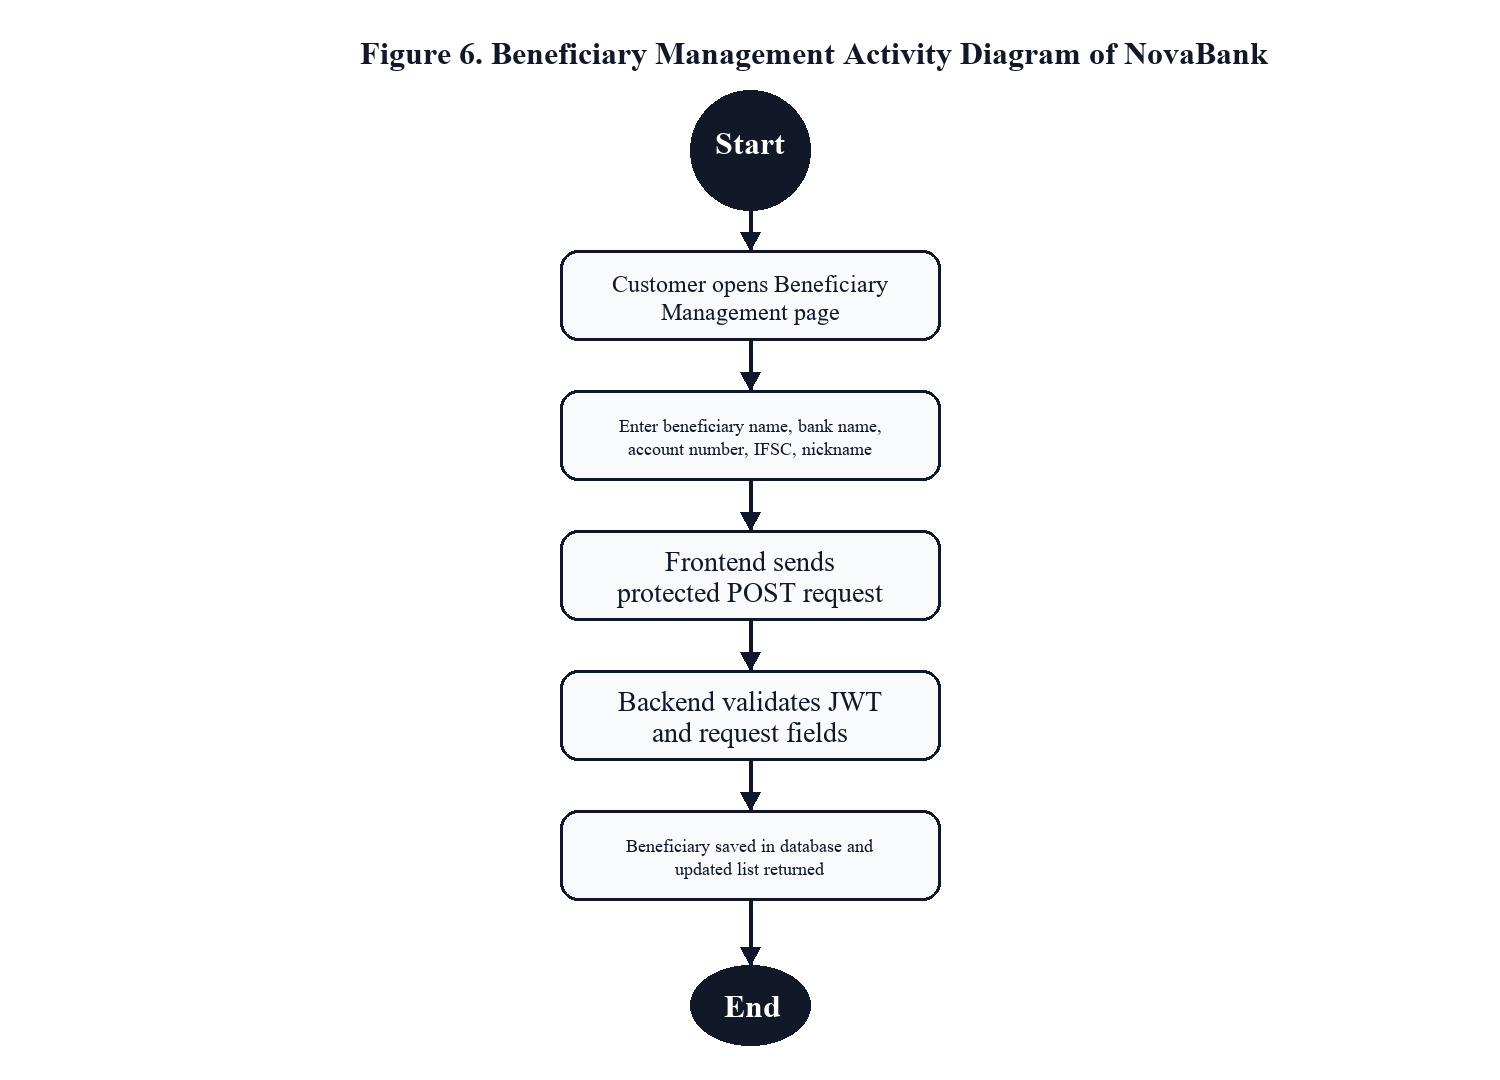 Figure 6. Beneficiary Management Activity Diagram of NovaBank
Start
Customer opens Beneficiary
Management page
Enter beneficiary name, bank name,
account number, IFSC, nickname
Frontend sends
protected POST request
Backend validates JWT
and request fields
Beneficiary saved in database and
updated list returned
End